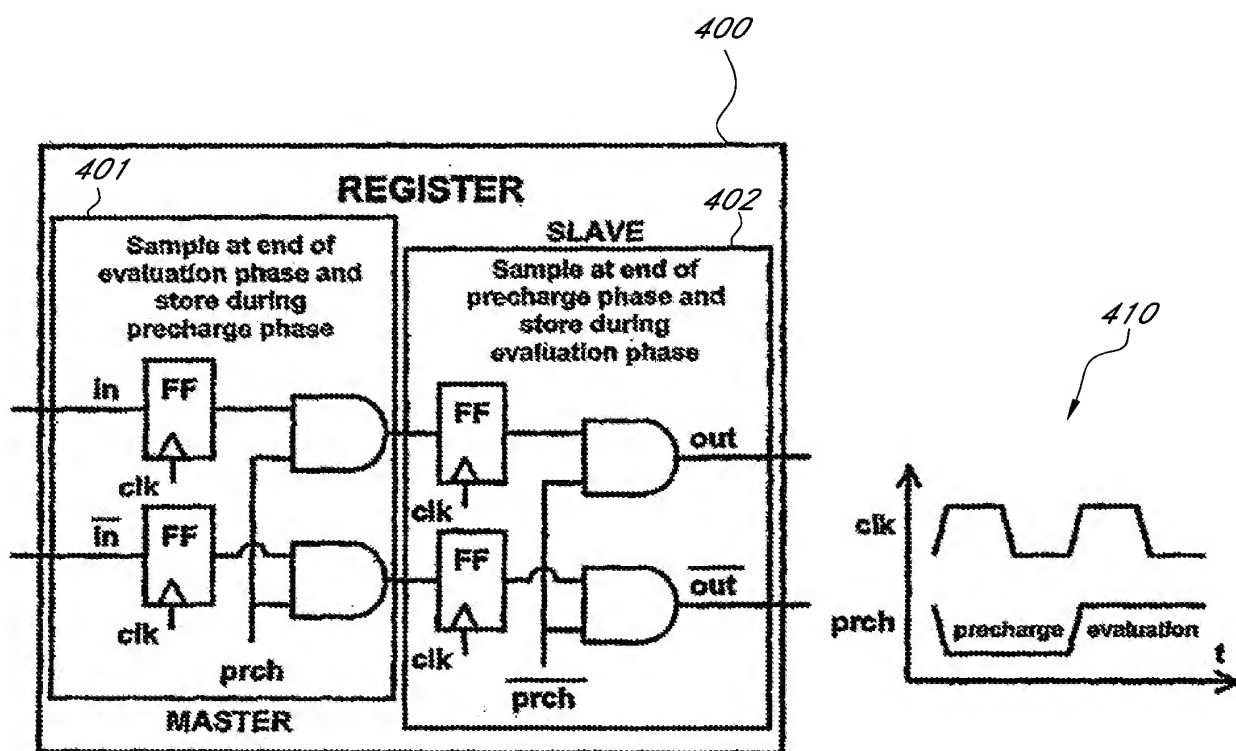 400
401
REGISTER
402
SLAVE
Sample at end of
evaluation phase and
store during
precharge phase
Sample at end of
precharge phase and
store during
evaluation phase
410
in
FF
clk
FF
clk
out
in
FF
clk
FF
clk
out
prch
prch
MASTER
clk
prch
precharge
evaluation
t